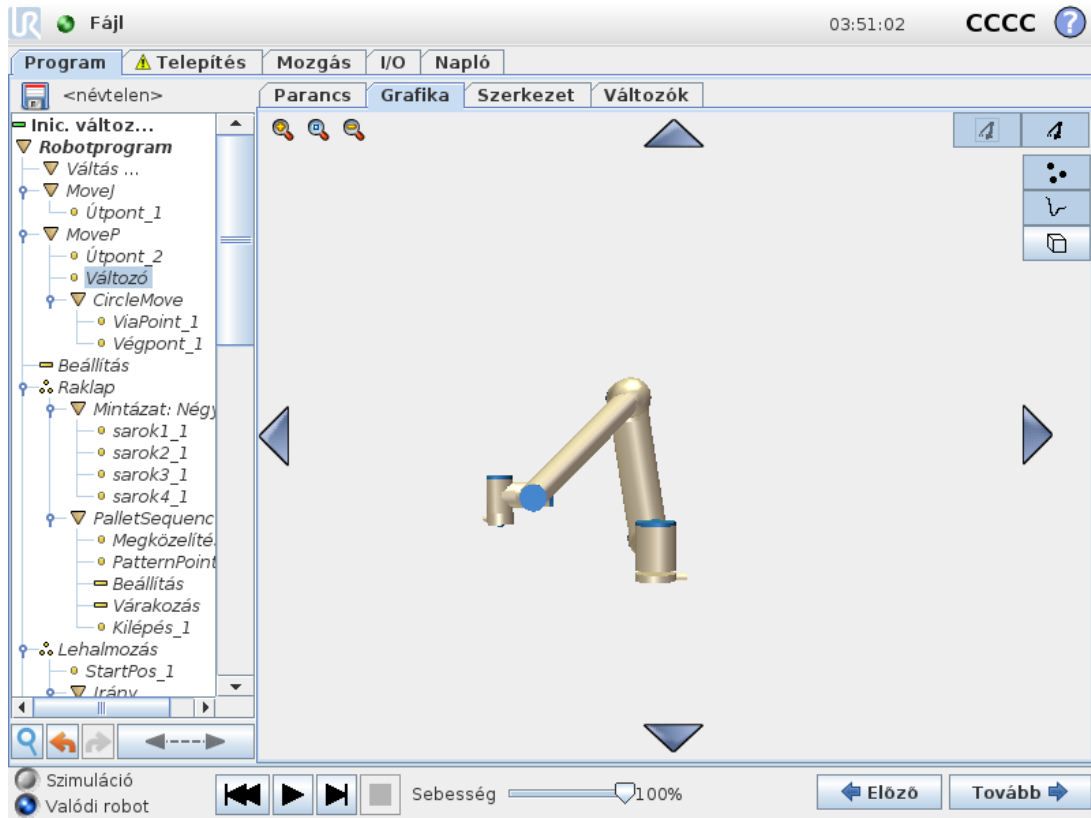 UR Fájl 03:51:02 CCCC ?
Program Telepítés Mozgás I/O Napló
<névtelen> Parancs Grafika Szerkezet Változók
Inic. változ...
Robotprogram
Váltás ...
MoveJ
Útpont_1
MoveP
Útpont_2
Változó
CircleMove
ViaPoint_1
Végpont_1
Beállítás
Raklap
Mintázat: Négy
sarok1_1
sarok2_1
sarok3_1
sarok4_1
PalletSequenc
Megközelíté
PatternPoint
Beállítás
Várakozás
Kilépés_1
Lehalmozás
StartPos_1
Irány
Szimuláció
Valódi robot
Sebesség 100% Előző Tovább